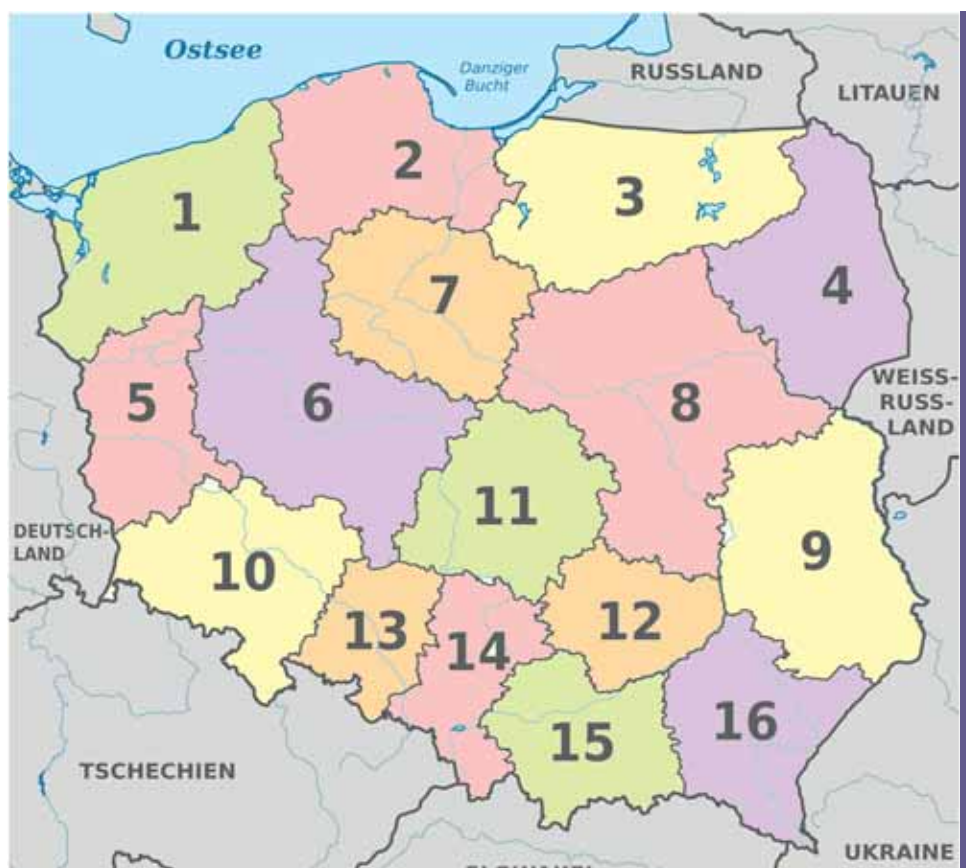 Ostsee
Danziger
Bucht
RUSSLAND
LITAUEN
1
2
3
4
5
6
7
8
WEISS-
RUSS-
LAND
DEUTSCH-
LAND
9
10
11
12
13
14
15
16
TSCHECHIEN
UKRAINE